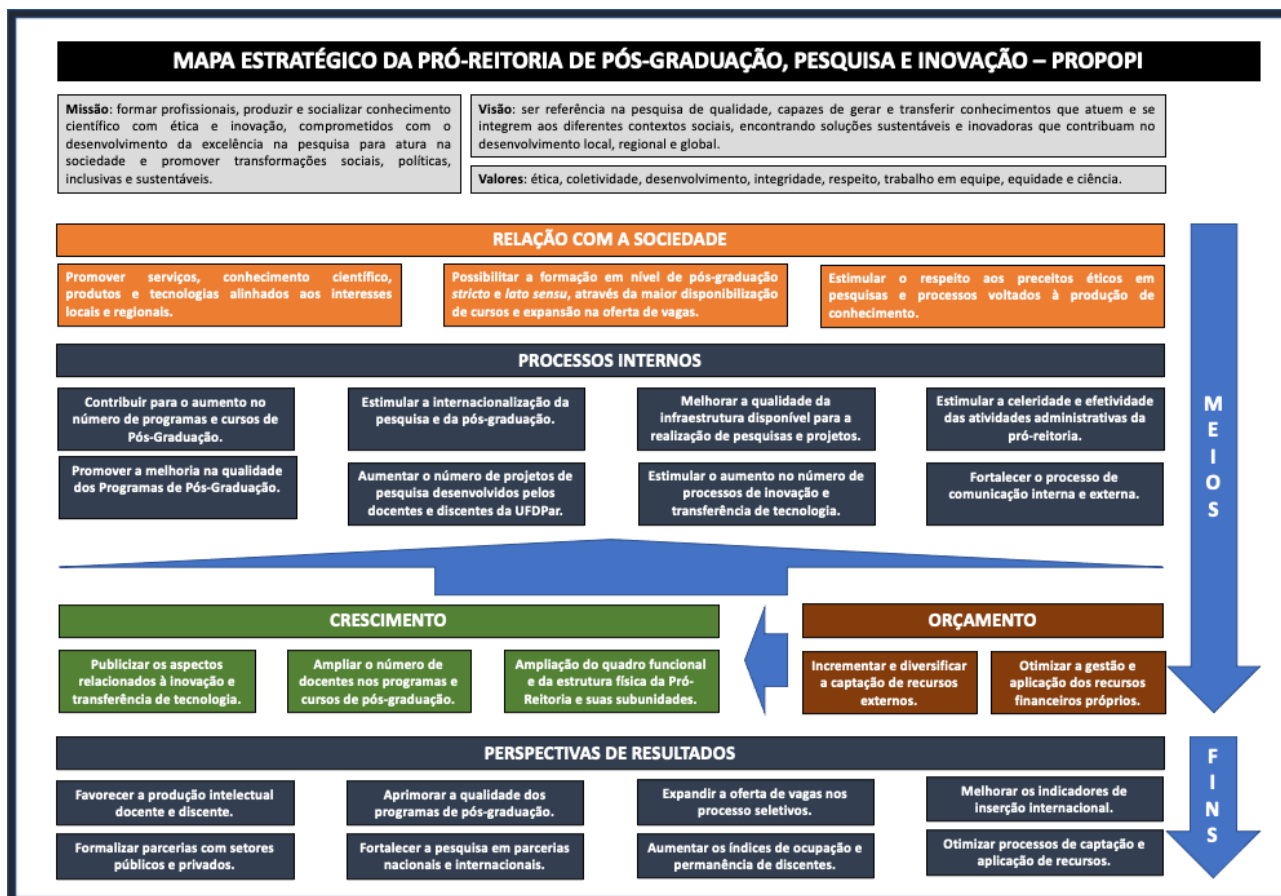 MAPA ESTRATÉGICO DA PRÓ-REITORIA DE PÓS-GRADUAÇÃO, PESQUISA E INOVAÇÃO – PROPOPI
Missão: formar profissionais, produzir e socializar conhecimento
científico com ética e inovação, comprometidos com o
desenvolvimento da excelência na pesquisa para atura na
sociedade e promover transformações sociais, políticas,
inclusivas e sustentáveis.
Visão: ser referência na pesquisa de qualidade, capazes de gerar e transferir conhecimentos que atuem e se
integrem aos diferentes contextos sociais, encontrando soluções sustentáveis e inovadoras que contribuam no
desenvolvimento local, regional e global.
Valores: ética, coletividade, desenvolvimento, integridade, respeito, trabalho em equipe, equidade e ciência.
RELAÇÃO COM A SOCIEDADE
Promover serviços, conhecimento científico,
produtos e tecnologias alinhados aos interesses
locais e regionais.
Possibilitar a formação em nível de pós-graduação
stricto e lato sensu, através da maior disponibilização
de cursos e expansão na oferta de vagas.
Estimular o respeito aos preceitos éticos em
pesquisas e processos voltados à produção de
conhecimento.
PROCESSOS INTERNOS
Contribuir para o aumento no
número de programas e cursos de
Pós-Graduação.
Estimular a internacionalização da
pesquisa e da pós-graduação.
Melhorar a qualidade da
infraestrutura disponível para a
realização de pesquisas e projetos.
Estimular a celeridade e efetividade
das atividades administrativas da
pró-reitoria.
Promover a melhoria na qualidade
dos Programas de Pós-Graduação.
Aumentar o número de projetos de
pesquisa desenvolvidos pelos
docentes e discentes da UFDPar.
Estimular o aumento no número de
processos de inovação e
transferência de tecnologia.
Fortalecer o processo de
comunicação interna e externa.
MEIOS
CRESCIMENTO
Publicizar os aspectos
relacionados à inovação e
transferência de tecnologia.
Ampliar o número de
docentes nos programas e
cursos de pós-graduação.
Ampliação do quadro funcional
e da estrutura física da Pró-
Reitoria e suas subunidades.
ORÇAMENTO
Incrementar e diversificar
a captação de recursos
externos.
Otimizar a gestão e
aplicação dos recursos
financeiros próprios.
PERSPECTIVAS DE RESULTADOS
Favorecer a produção intelectual
docente e discente.
Aprimorar a qualidade dos
programas de pós-graduação.
Expandir a oferta de vagas nos
processo seletivos.
Melhorar os indicadores de
inserção internacional.
Formalizar parcerias com setores
públicos e privados.
Fortalecer a pesquisa em parcerias
nacionais e internacionais.
Aumentar os índices de ocupação e
permanência de discentes.
Otimizar processos de captação e
aplicação de recursos.
FINS